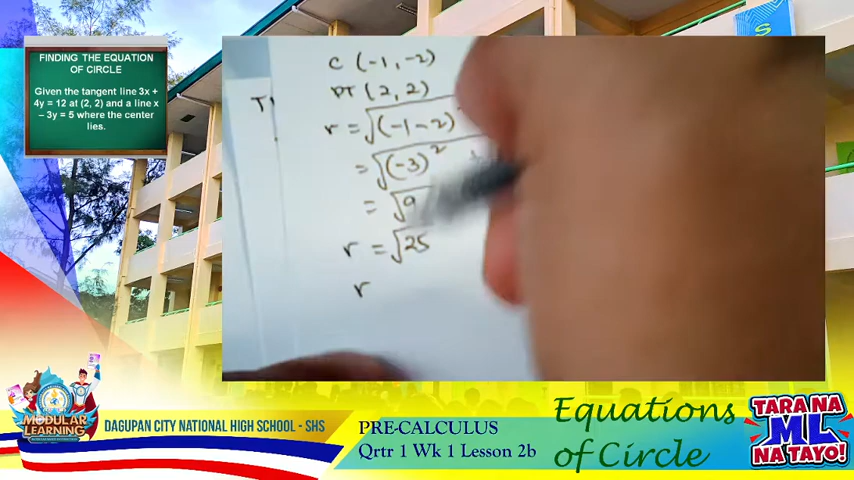 FINDING THE EQUATION
OF CIRCLE
Given the tangent line 3x +
4y = 12 at (2, 2) and a line x
– 3y = 5 where the center
lies.
C (-1, -2)
PT (2, 2)
r = √(-1 - 2)²
= √(-3)²
= √9
r = √25
r
S
MODULAR
LEARNING
DAGUPAN CITY NATIONAL HIGH SCHOOL - SHS
PRE-CALCULUS
Qrtr 1 Wk 1 Lesson 2b
Equations
of Circle
TARA NA
ML
NA TAYO!